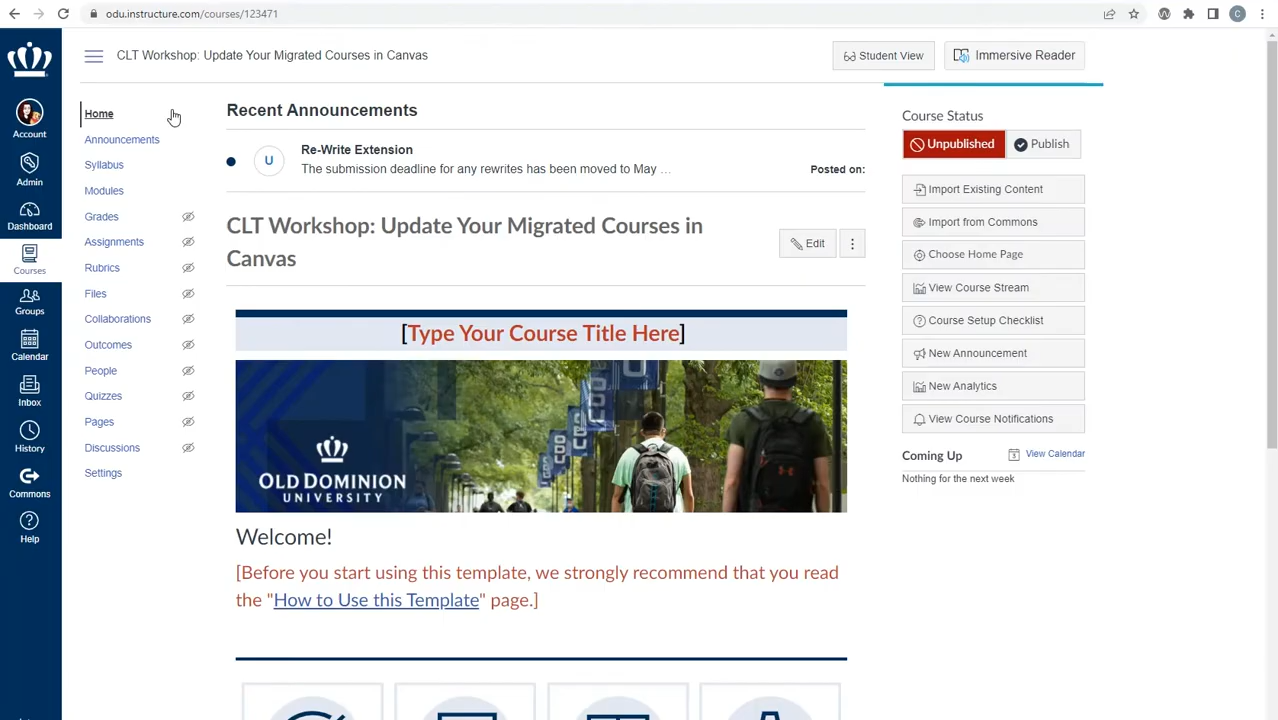 odu.instructure.com/courses/123471
CLT Workshop: Update Your Migrated Courses in Canvas
Student View
Immersive Reader
Account
Admin
Dashboard
Courses
Groups
Calendar
Inbox
History
Commons
Help
Home
Announcements
Syllabus
Modules
Grades
Assignments
Rubrics
Files
Collaborations
Outcomes
People
Quizzes
Pages
Discussions
Settings
Recent Announcements
U
Re-Write Extension
The submission deadline for any rewrites has been moved to May …
Posted on:
CLT Workshop: Update Your Migrated Courses in
Canvas
Edit
[Type Your Course Title Here]
OLD DOMINION
UNIVERSITY
Welcome!
[Before you start using this template, we strongly recommend that you read
the "How to Use this Template" page.]
Course Status
Unpublished
Publish
Import Existing Content
Import from Commons
Choose Home Page
View Course Stream
Course Setup Checklist
New Announcement
New Analytics
View Course Notifications
Coming Up
View Calendar
Nothing for the next week